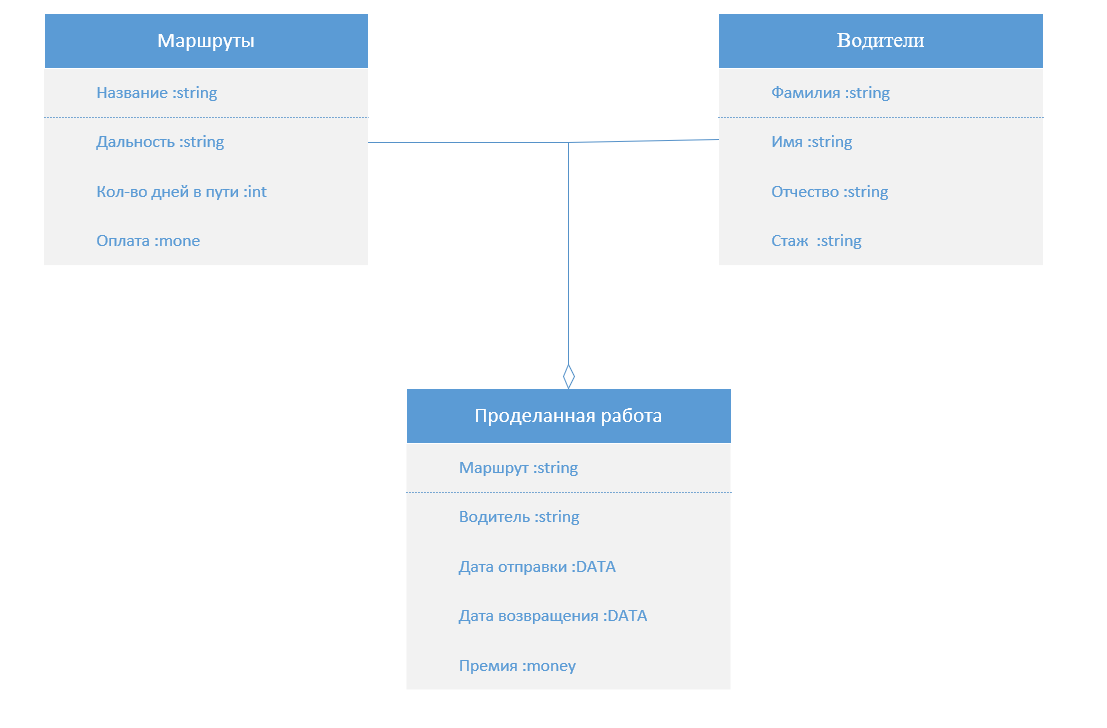 Маршруты
Название :string
Дальность :string
Кол-во дней в пути :int
Оплата :mone
Водители
Фамилия :string
Имя :string
Отчество :string
Стаж  :string
Проделанная работа
Маршрут :string
Водитель :string
Дата отправки :DATA
Дата возвращения :DATA
Премия :money